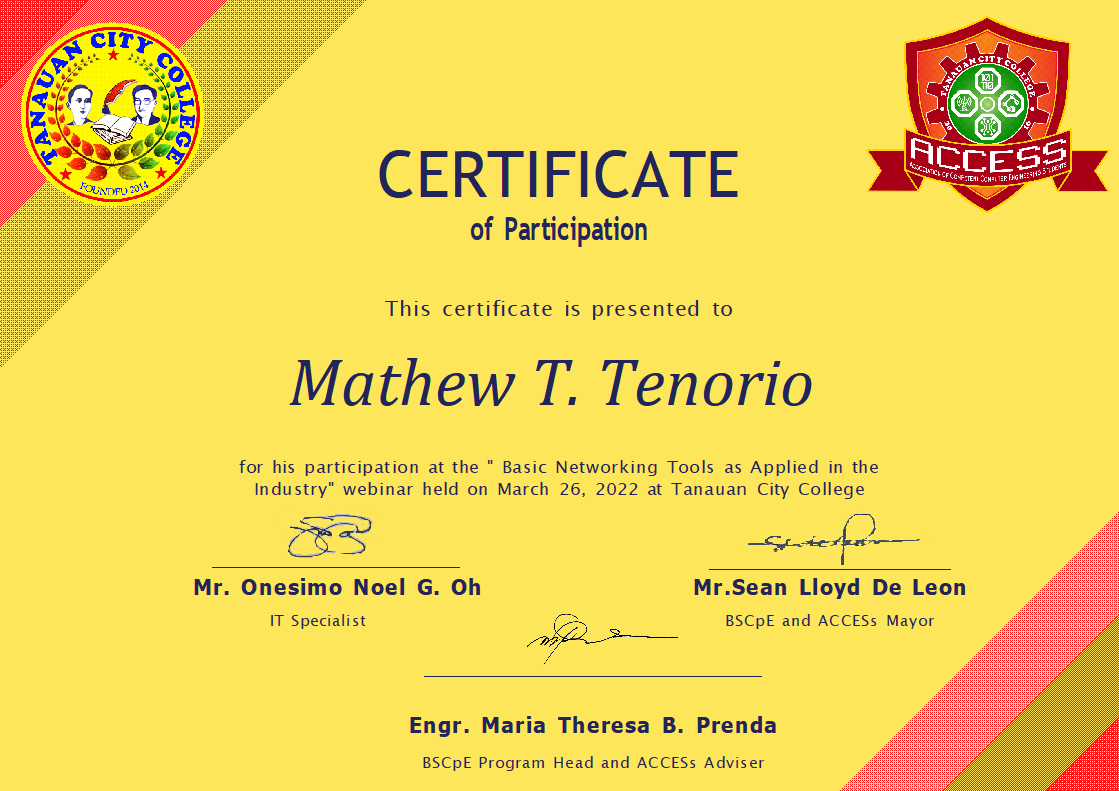 TANAUAN CITY COLLEGE
FOUNDED 2014
TANAUAN CITY COLLEGE
ACCESS
ASSOCIATION OF COMPETENT COMPUTER ENGINEERING STUDENTS
CERTIFICATE
of Participation
This certificate is presented to
Mathew T. Tenorio
for his participation at the " Basic Networking Tools as Applied in the
Industry" webinar held on March 26, 2022 at Tanauan City College
Mr. Onesimo Noel G. Oh
Mr.Sean Lloyd De Leon
IT Specialist
BSCpE and ACCESs Mayor
Engr. Maria Theresa B. Prenda
BSCpE Program Head and ACCESs Adviser